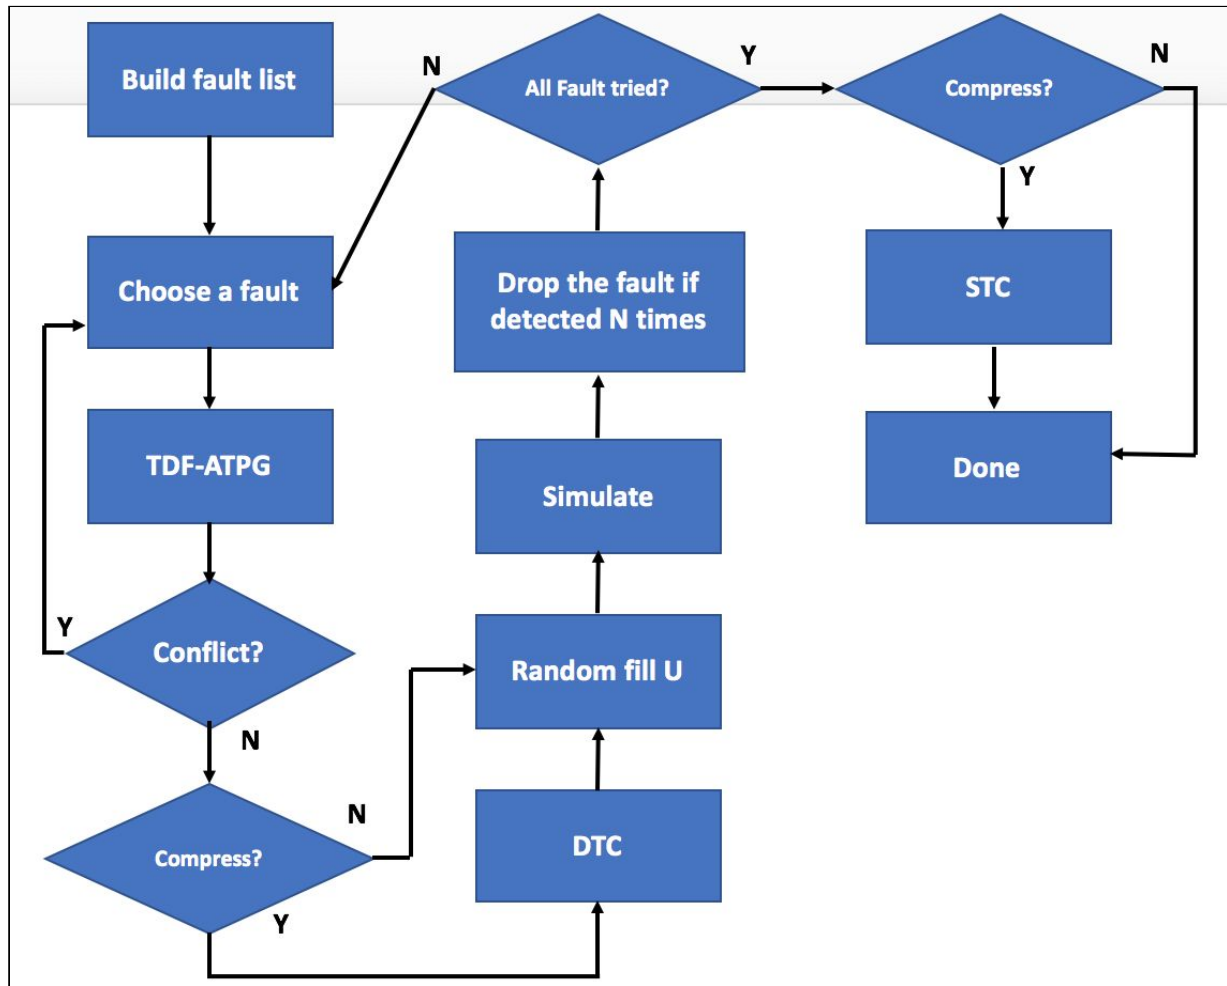 Build fault list
Choose a fault
TDF-ATPG
Conflict?
Y
N
Compress?
N
Y
DTC
Random fill U
Simulate
Drop the fault if
detected N times
All Fault tried?
N
Y
Compress?
N
Y
STC
Done